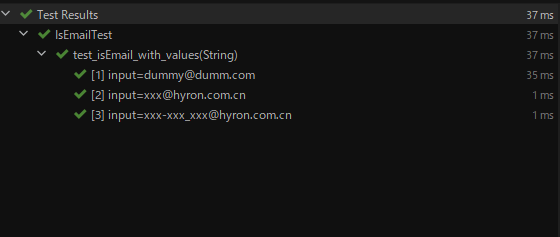 Test Results 37 ms
IsEmailTest 37 ms
test_isEmail_with_values(String) 37 ms
[1] input=dummy@dumm.com 35 ms
[2] input=xxx@hyron.com.cn 1 ms
[3] input=xxx-xxx_xxx@hyron.com.cn 1 ms